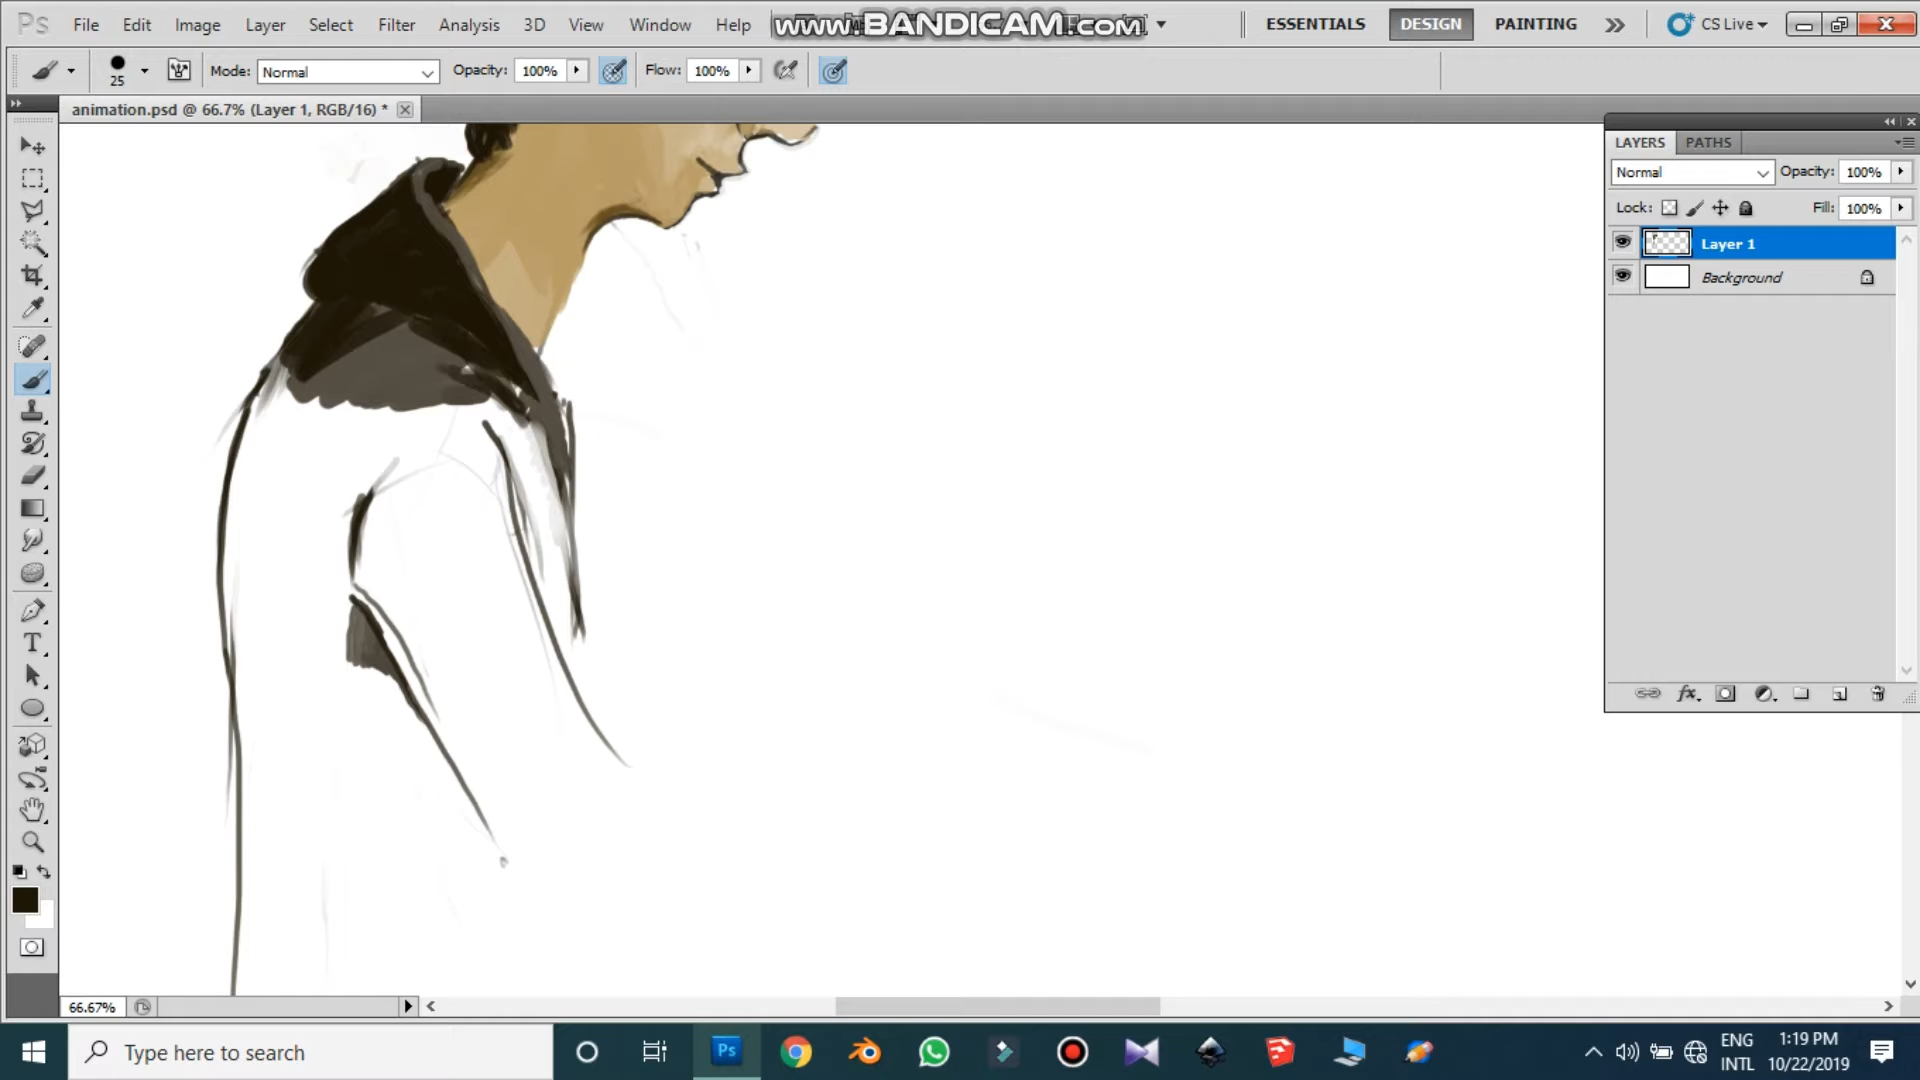 Ps File Edit Image Layer Select Filter Analysis 3D View Window Help www.BANDICAM.com ESSENTIALS DESIGN PAINTING CS Live
25 Mode: Normal Opacity: 100% Flow: 100%
animation.psd @ 66.7% (Layer 1, RGB/16) *
LAYERS PATHS
Normal Opacity: 100%
Lock: Fill: 100%
Layer 1
Background
T
fx
66.67%
Type here to search Ps ENG 1:19 PM
INTL 10/22/2019